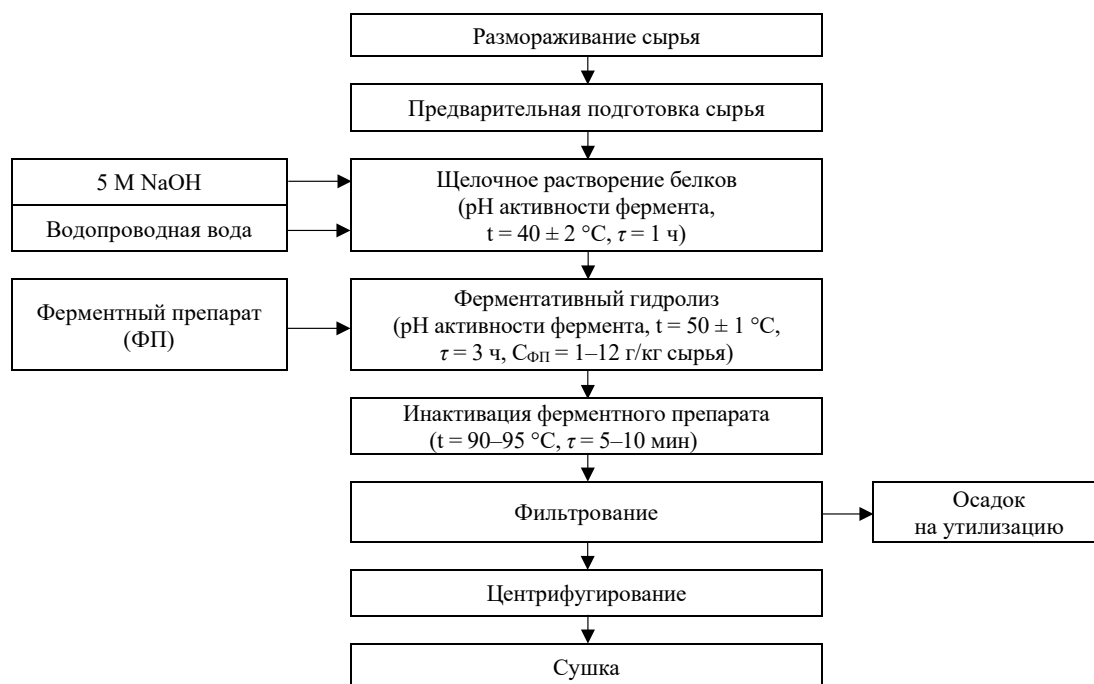 Размораживание сырья
Предварительная подготовка сырья
5 М NaOH
Водопроводная вода
Щелочное растворение белков
(pH активности фермента,
t = 40 ± 2 °C, τ = 1 ч)
Ферментный препарат
(ФП)
Ферментативный гидролиз
(pH активности фермента, t = 50 ± 1 °C,
τ = 3 ч, CФП = 1–12 г/кг сырья)
Инактивация ферментного препарата
(t = 90–95 °C, τ = 5–10 мин)
Фильтрование
Осадок
на утилизацию
Центрифугирование
Сушка